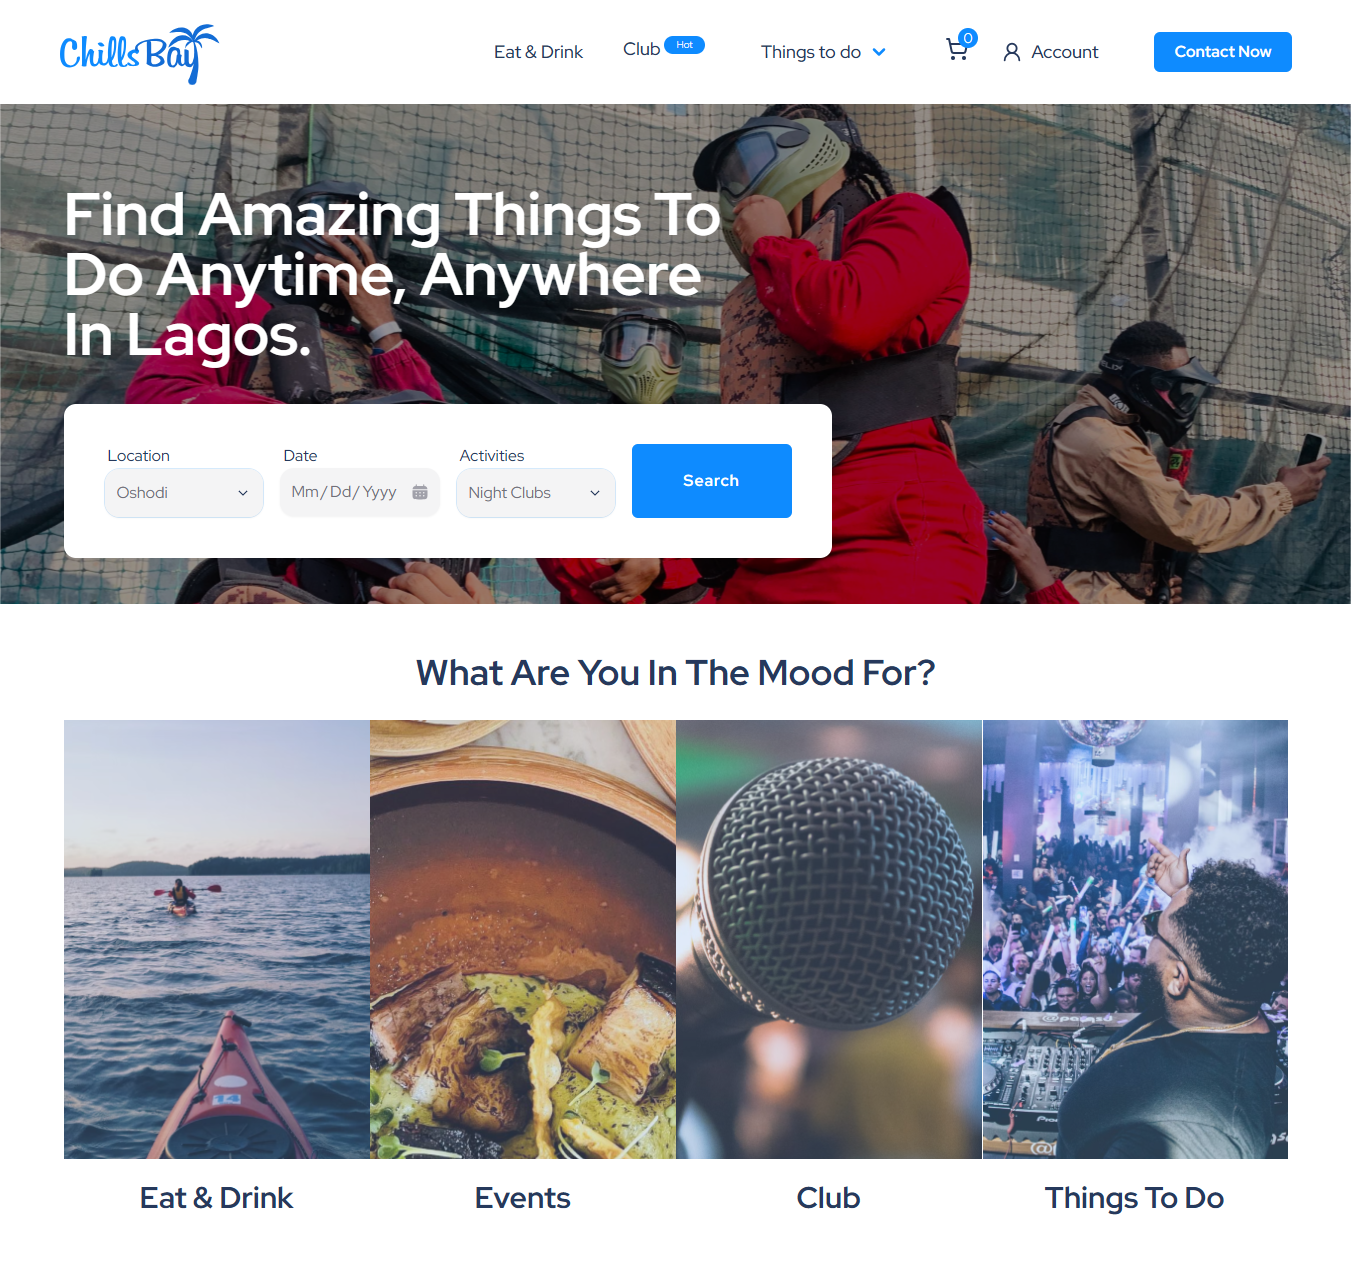 ChillsBay
Eat & Drink
Club Hot
Things to do
0
Account
Contact Now
Find Amazing Things To
Do Anytime, Anywhere
In Lagos.
Location
Date
Activities
Oshodi
Mm/Dd/Yyyy
Night Clubs
Search
What Are You In The Mood For?
14
Eat & Drink
Events
Club
Things To Do